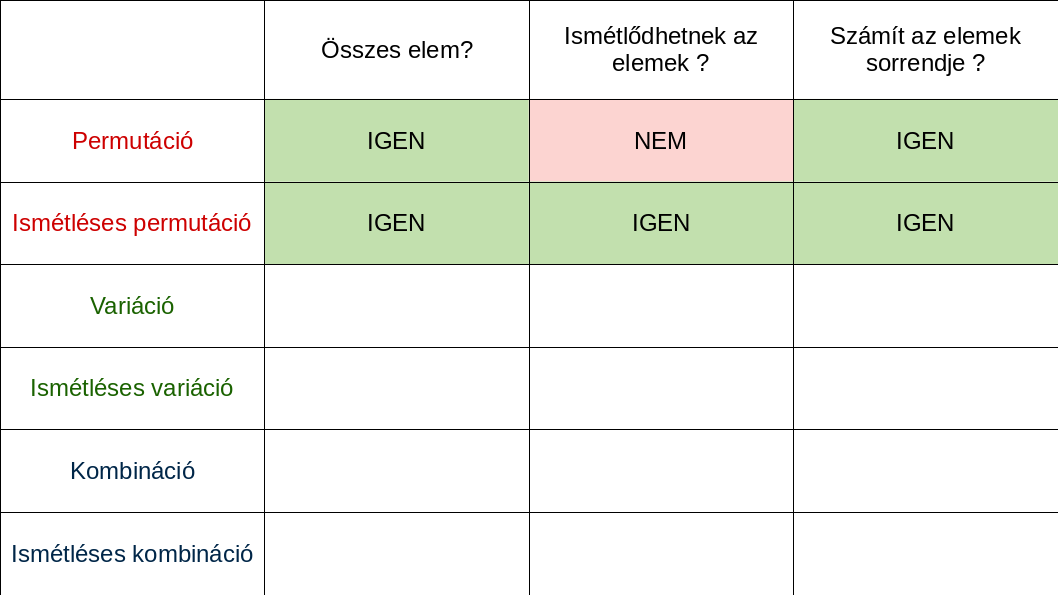 Összes elem?
Ismétlődhetnek az
elemek ?
Számít az elemek
sorrendje ?
Permutáció
IGEN
NEM
IGEN
Ismétléses permutáció
IGEN
IGEN
IGEN
Variáció
Ismétléses variáció
Kombináció
Ismétléses kombináció